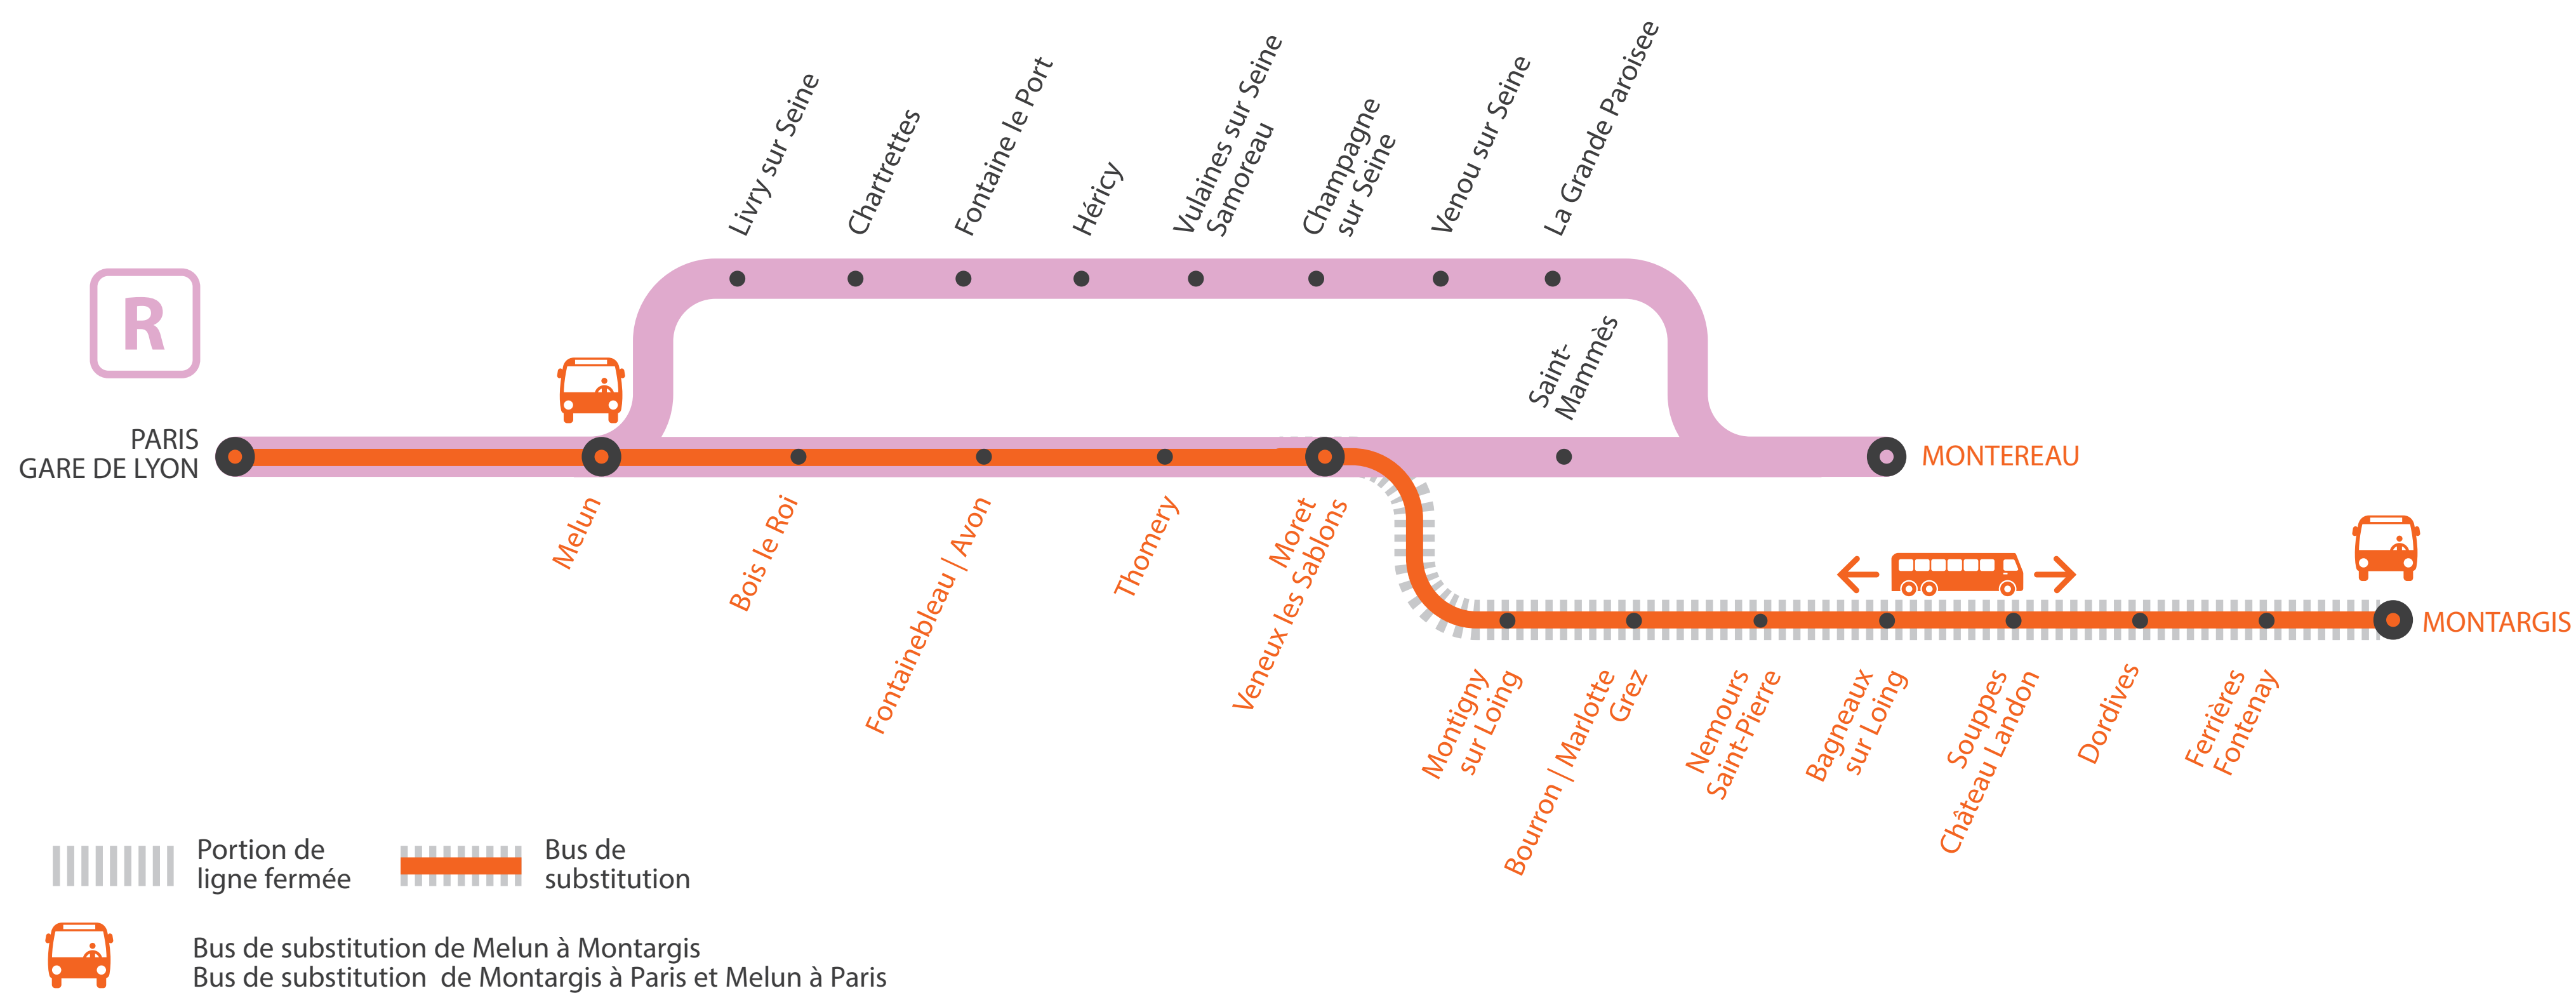 Livry sur Seine
Chartrettes
Fontaine le Port
Héricy
Vulaines sur Seine
Samoreau
Champagne
sur Seine
Venou sur Seine
La Grande Paroisee
R
Saint-
Mammès
PARIS
GARE DE LYON
MONTEREAU
Melun
Bois le Roi
Fontainebleau | Avon
Thomery
Moret
Veneux les Sablons
MONTARGIS
Montigny
sur Loing
Bourron | Marlotte
Grez
Nemours
Saint-Pierre
Bagneaux
sur Loing
Souppes
Château Landon
Dordives
Ferrières
Fontenay
Portion de
ligne fermée
Bus de
substitution
Bus de substitution de Melun à Montargis
Bus de substitution de Montargis à Paris et Melun à Paris